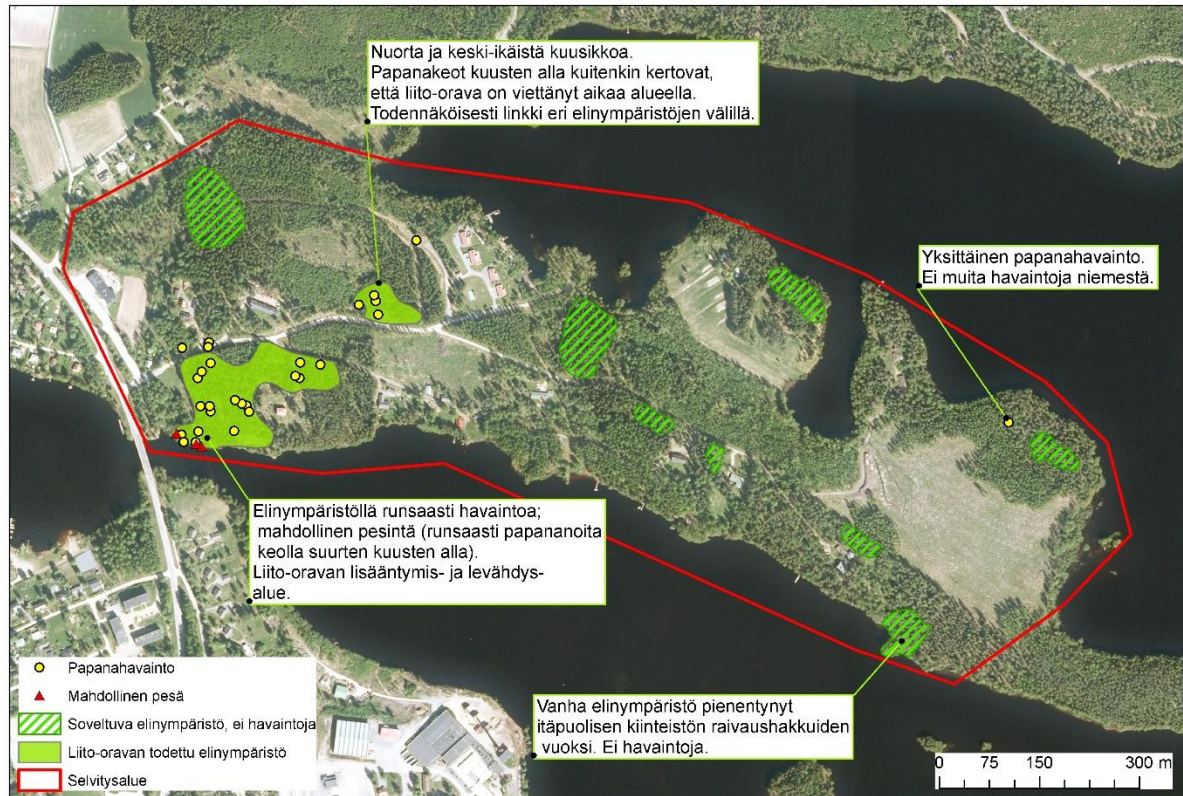 Nuorta ja keski-ikäistä kuusikkoa.
Papanakeot kuusten alla kuitenkin kertovat,
että liito-orava on viettänyt aikaa alueella.
Todennäköisesti linkki eri elinympäristöjen välillä.
Yksittäinen papanahavainto.
Ei muita havaintoja niemestä.
Elinympäristöllä runsaasti havaintoa;
mahdollinen pesintä (runsaasti papananoita
keolla suurten kuusten alla).
Liito-oravan lisääntymis- ja levähdys-
alue.
Vanha elinympäristö pienentynyt
itäpuolisen kiinteistön raivaushakkuiden
vuoksi. Ei havaintoja.
Papanahavainto
Mahdollinen pesä
Soveltuva elinympäristö, ei havaintoja
Liito-oravan todettu elinympäristö
Selvitysalue
0 75 150 300 m